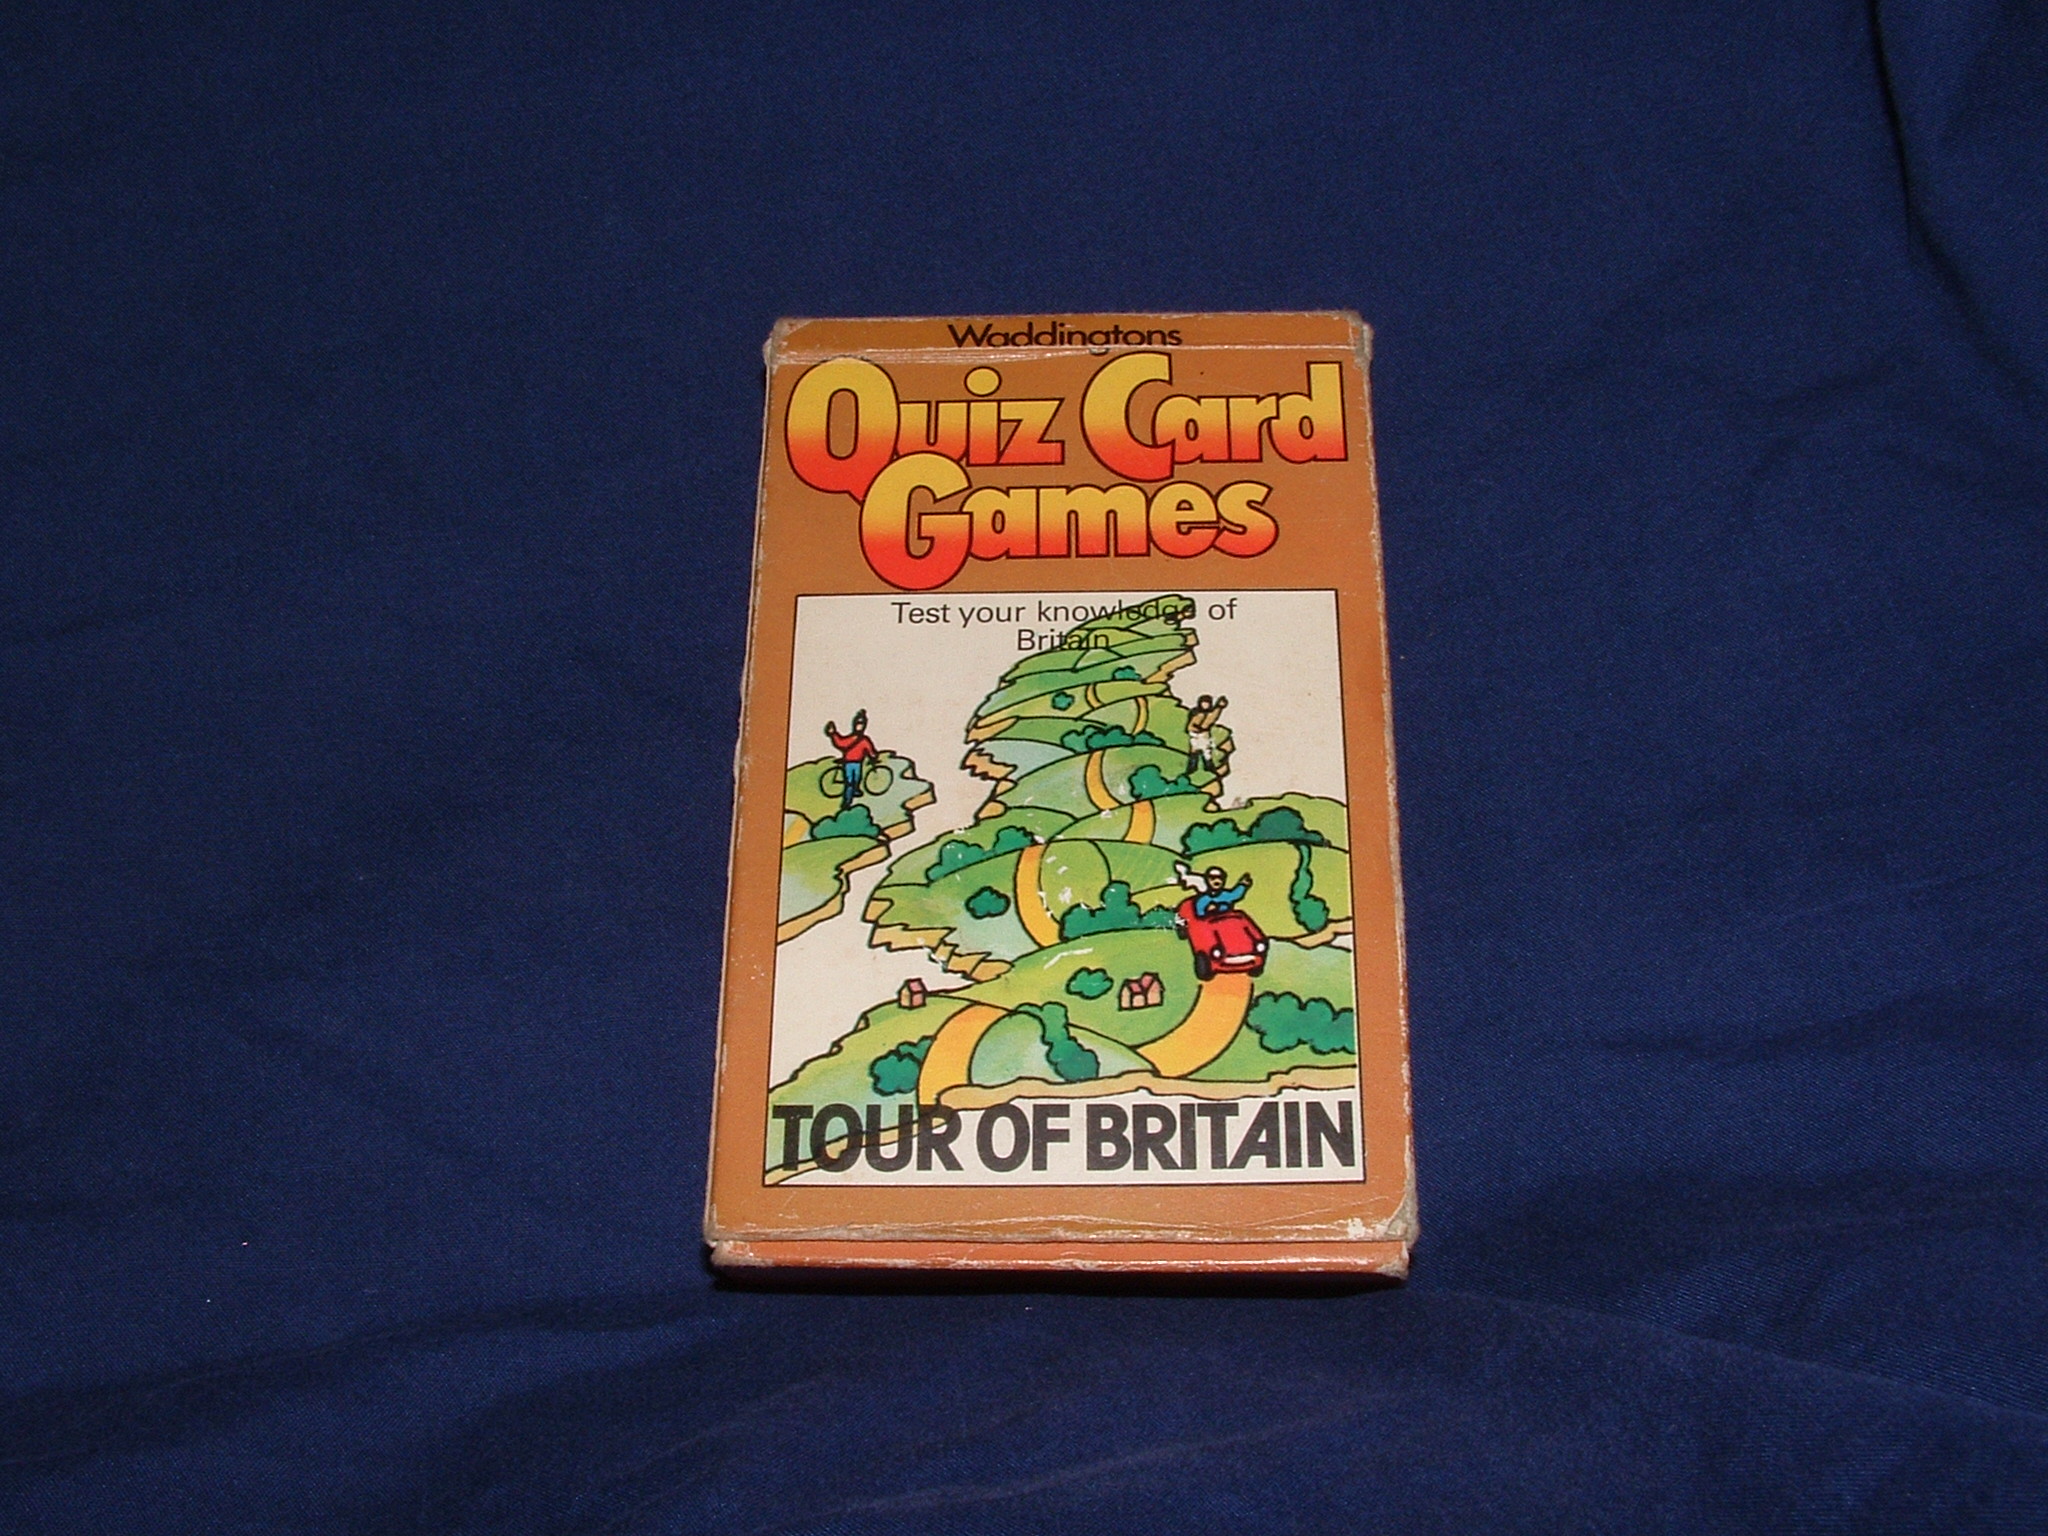 Waddingtons
Quiz Card
Games
Test your knowledge of
Britain
TOUR OF BRITAIN